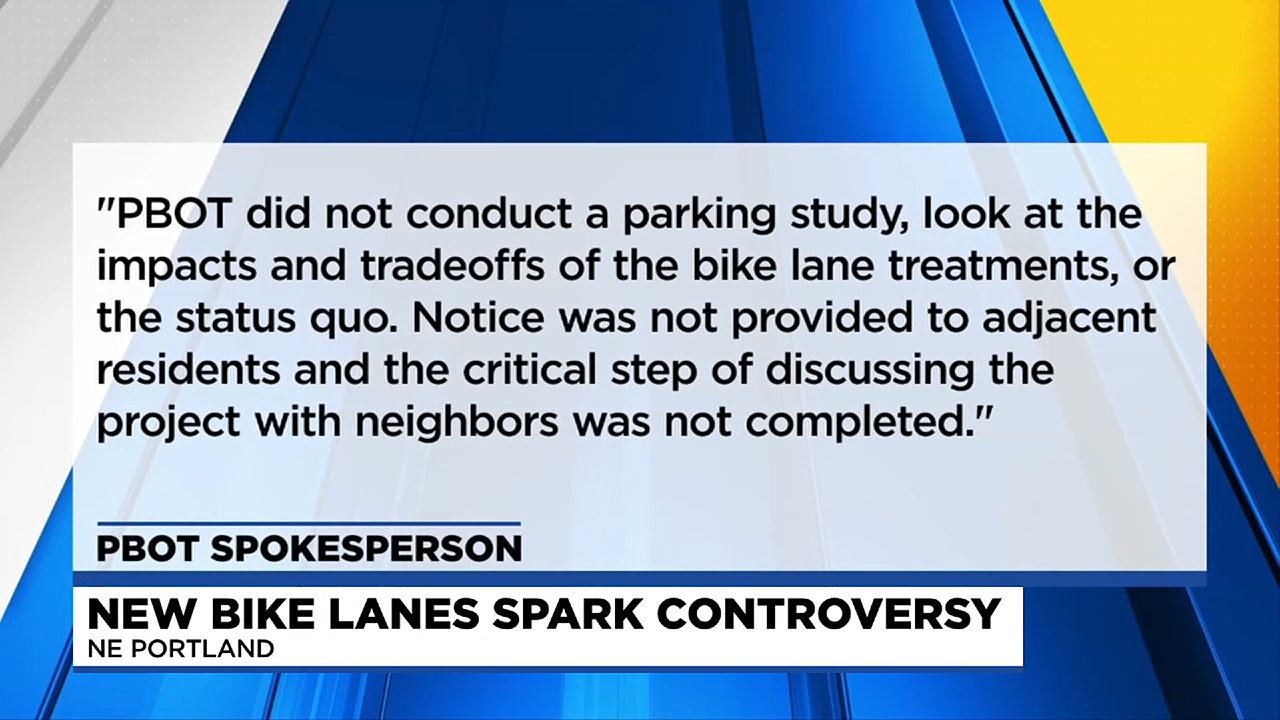 "PBOT did not conduct a parking study, look at the
impacts and tradeoffs of the bike lane treatments, or
the status quo. Notice was not provided to adjacent
residents and the critical step of discussing the
project with neighbors was not completed."
PBOT SPOKESPERSON
NEW BIKE LANES SPARK CONTROVERSY
NE PORTLAND